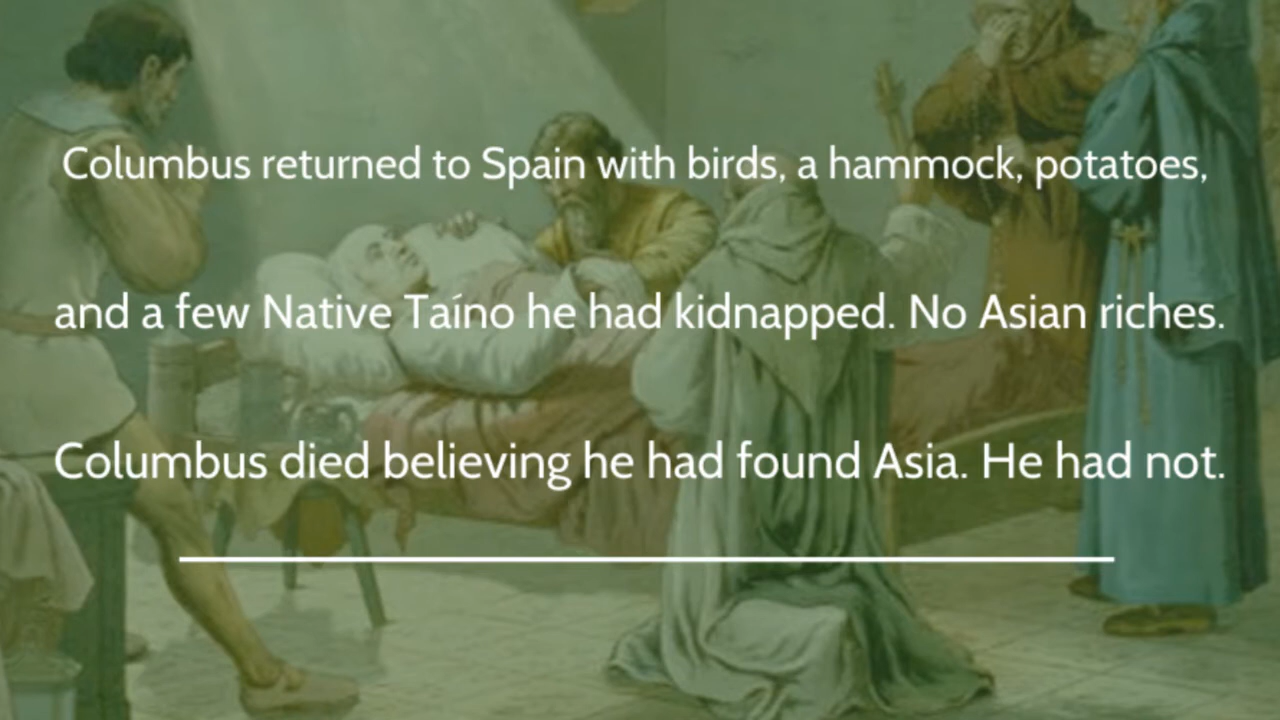 Columbus returned to Spain with birds, a hammock, potatoes,
and a few Native Taíno he had kidnapped. No Asian riches.
Columbus died believing he had found Asia. He had not.